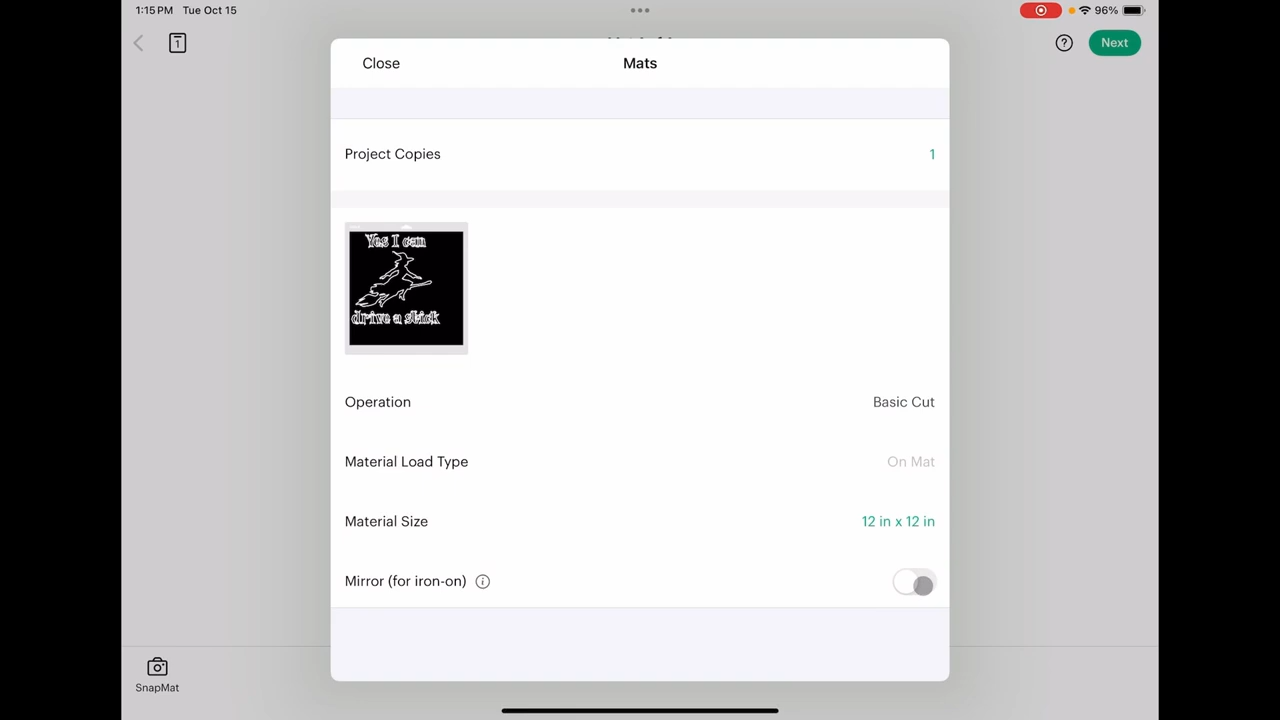 1:15 PM Tue Oct 15
96%
1
Next
Close
Mats
Project Copies
1
Yes I can
drive a stick
Operation
Basic Cut
Material Load Type
On Mat
Material Size
12 in x 12 in
Mirror (for iron-on)
SnapMat